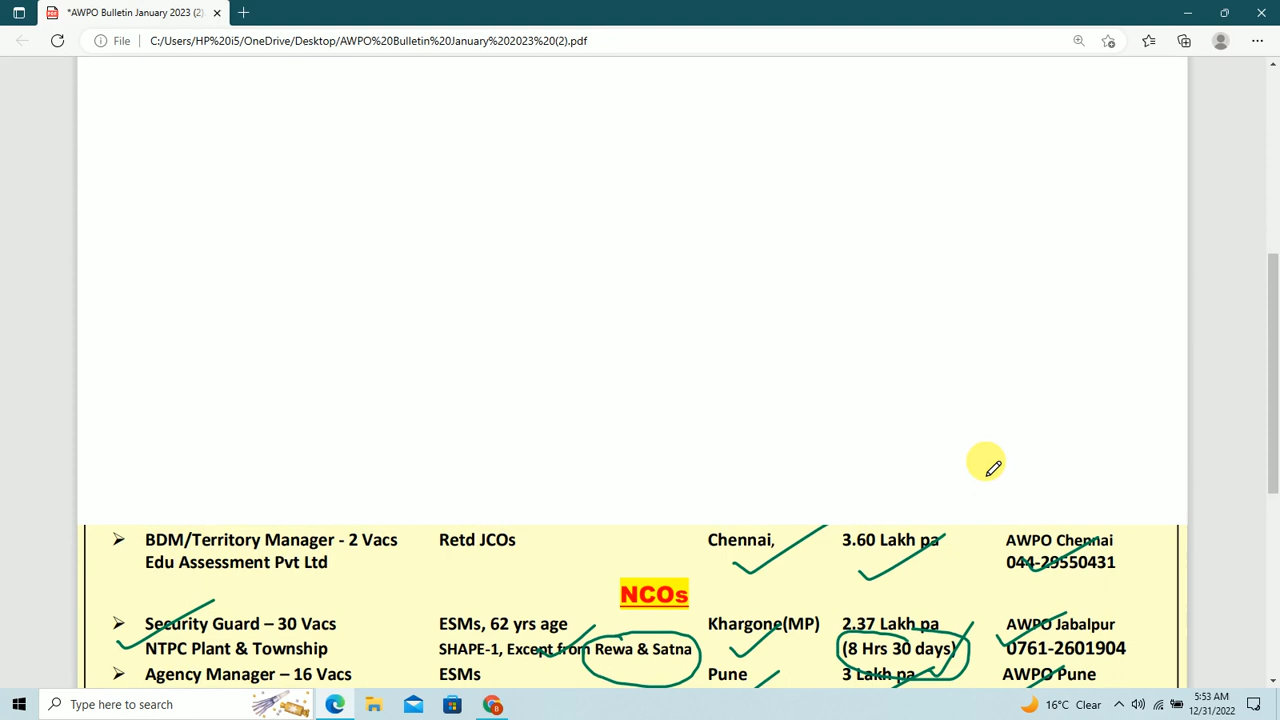 *AWPO Bulletin January 2023 (2)
File C:/Users/HP%20i5/OneDrive/Desktop/AWPO%20Bulletin%20January%202023%20(2).pdf
BDM/Territory Manager - 2 Vacs Retd JCOs Chennai, 3.60 Lakh pa AWPO Chennai
Edu Assessment Pvt Ltd 044-29550431
NCOs
Security Guard – 30 Vacs ESMs, 62 yrs age Khargone(MP) 2.37 Lakh pa AWPO Jabalpur
NTPC Plant & Township SHAPE-1, Except from Rewa & Satna (8 Hrs 30 days) 0761-2601904
Agency Manager – 16 Vacs ESMs Pune 3 Lakh pa AWPO Pune
Type here to search 16°C Clear 5:53 AM
12/31/2022